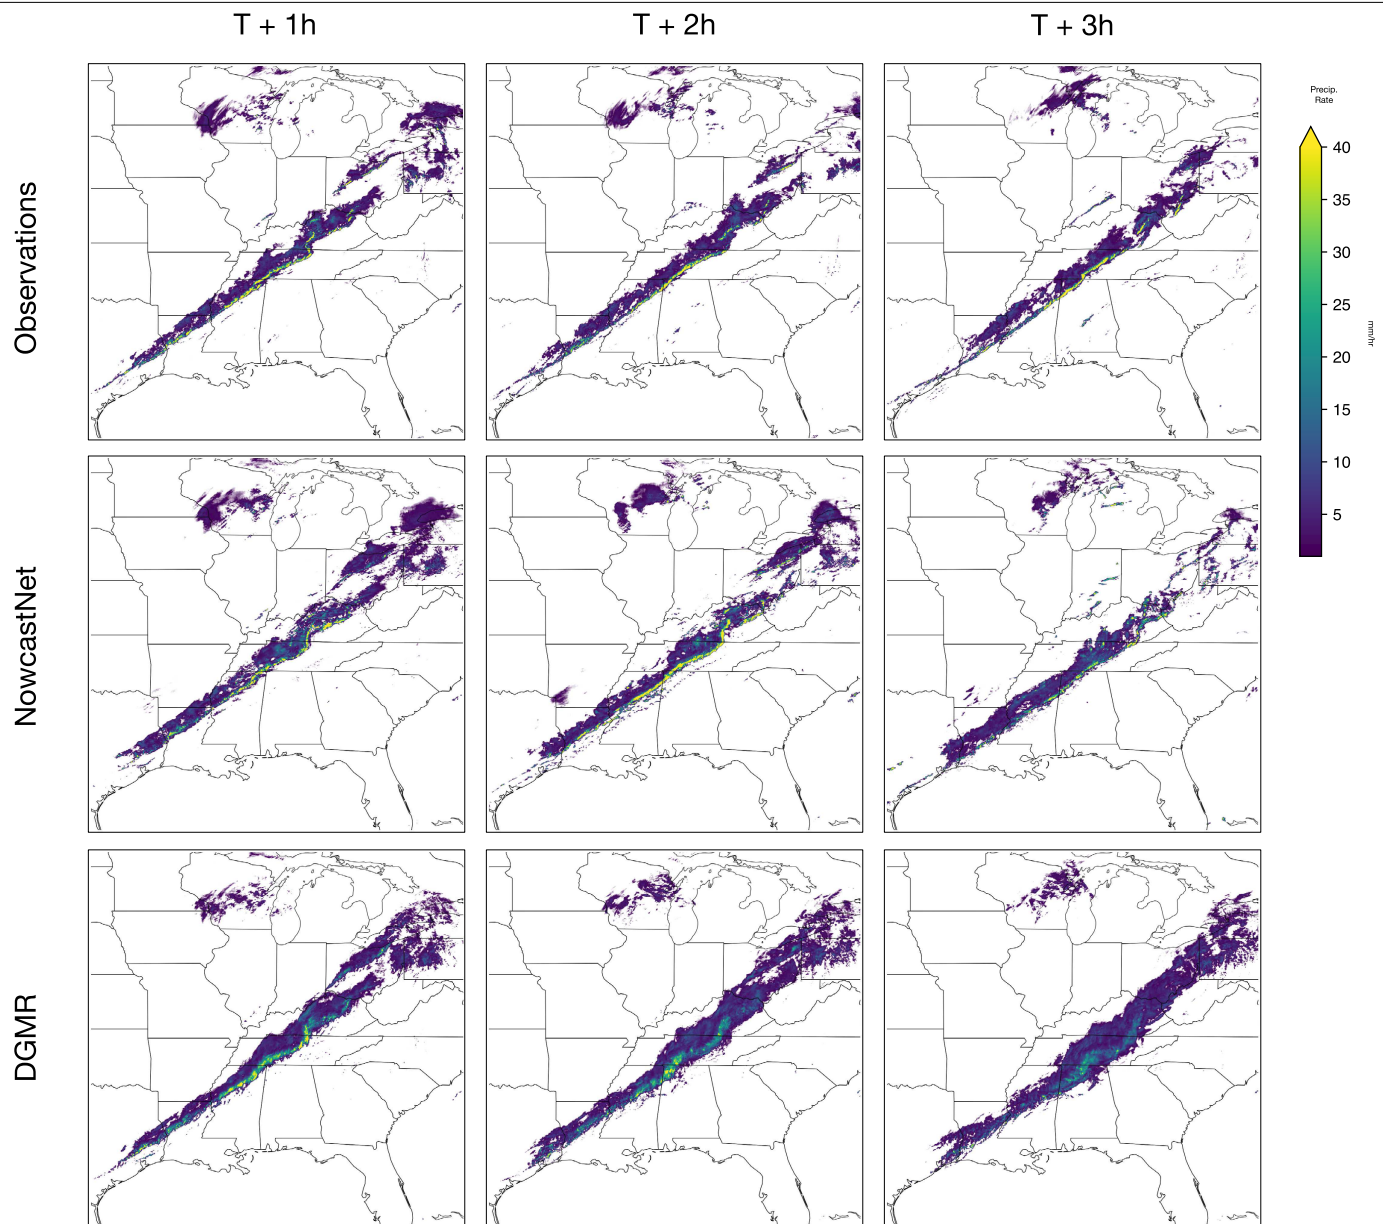 T + 1h
T + 2h
T + 3h
Precip.
Rate
Observations
40
35
30
25
20
15
10
5
mm/hr
NowcastNet
DGMR